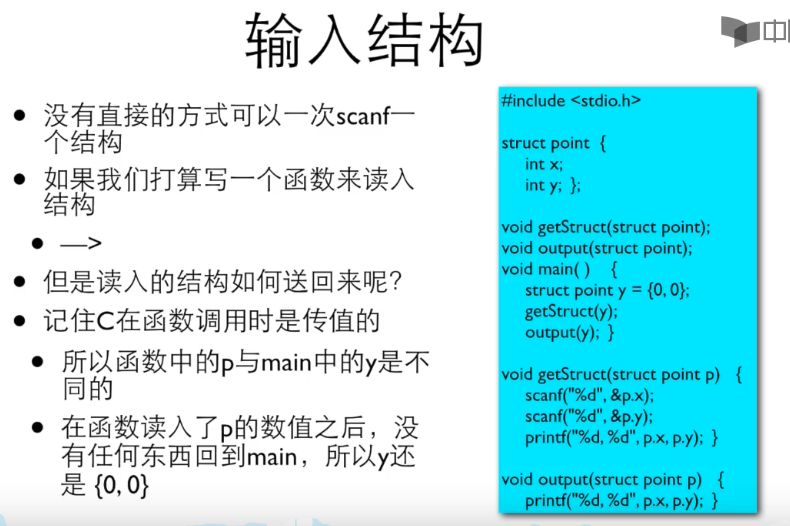 输入结构
• 没有直接的方式可以一次scanf一
个结构
• 如果我们打算写一个函数来读入
结构
• —>
• 但是读入的结构如何送回来呢？
• 记住C在函数调用时是传值的
• 所以函数中的p与main中的y是不
同的
• 在函数读入了p的数值之后，没
有任何东西回到main，所以y还
是 {0, 0}
#include <stdio.h>
struct point {
int x;
int y; };
void getStruct(struct point);
void output(struct point);
void main( ) {
struct point y = {0, 0};
getStruct(y);
output(y); }
void getStruct(struct point p) {
scanf("%d", &p.x);
scanf("%d", &p.y);
printf("%d, %d", p.x, p.y); }
void output(struct point p) {
printf("%d, %d", p.x, p.y); }